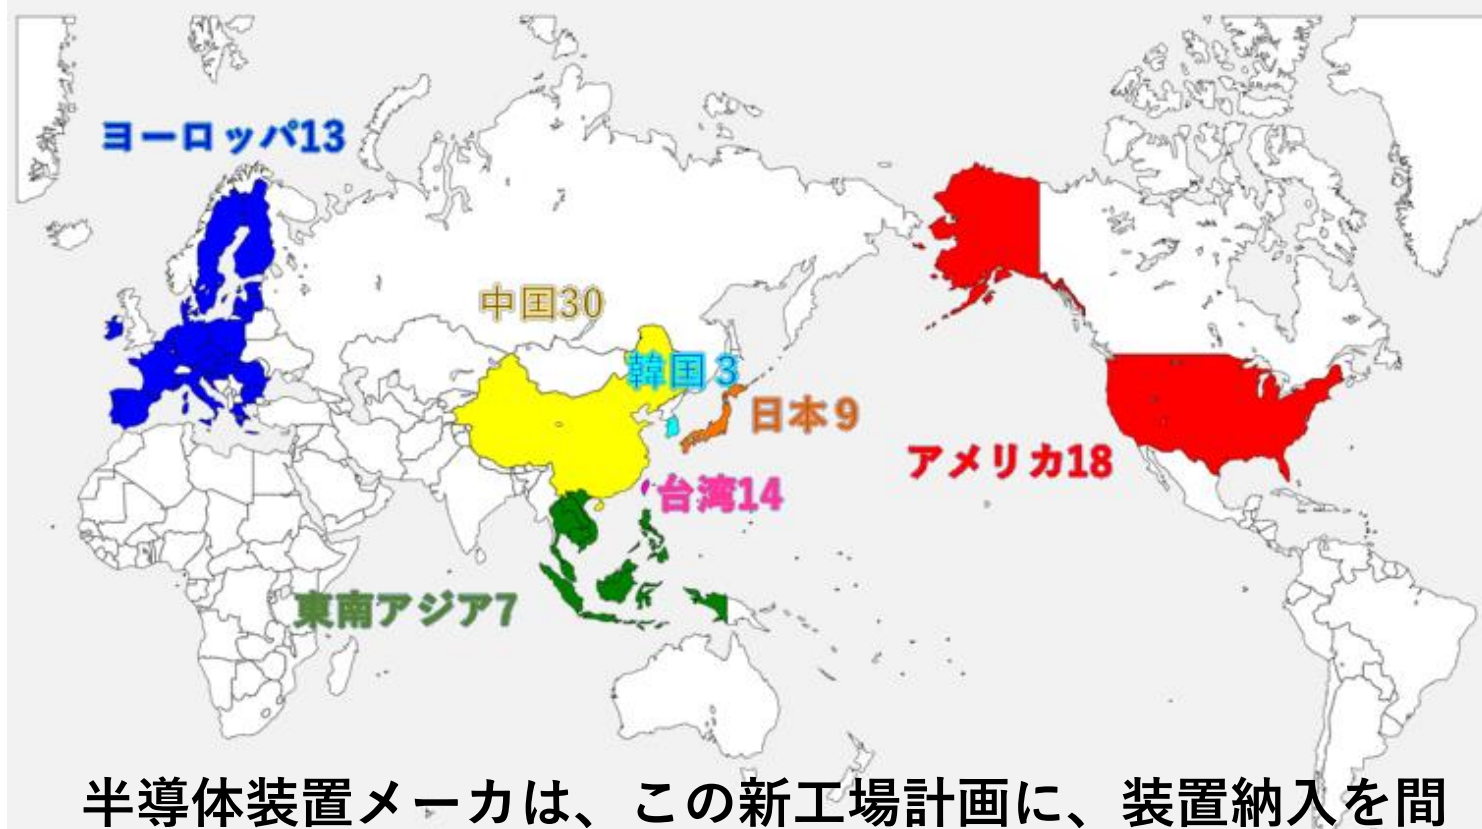 ヨーロッパ13
中国30
韓国３
日本９
アメリカ18
台湾14
東南アジア7
半導体装置メーカは、この新工場計画に、装置納入を間